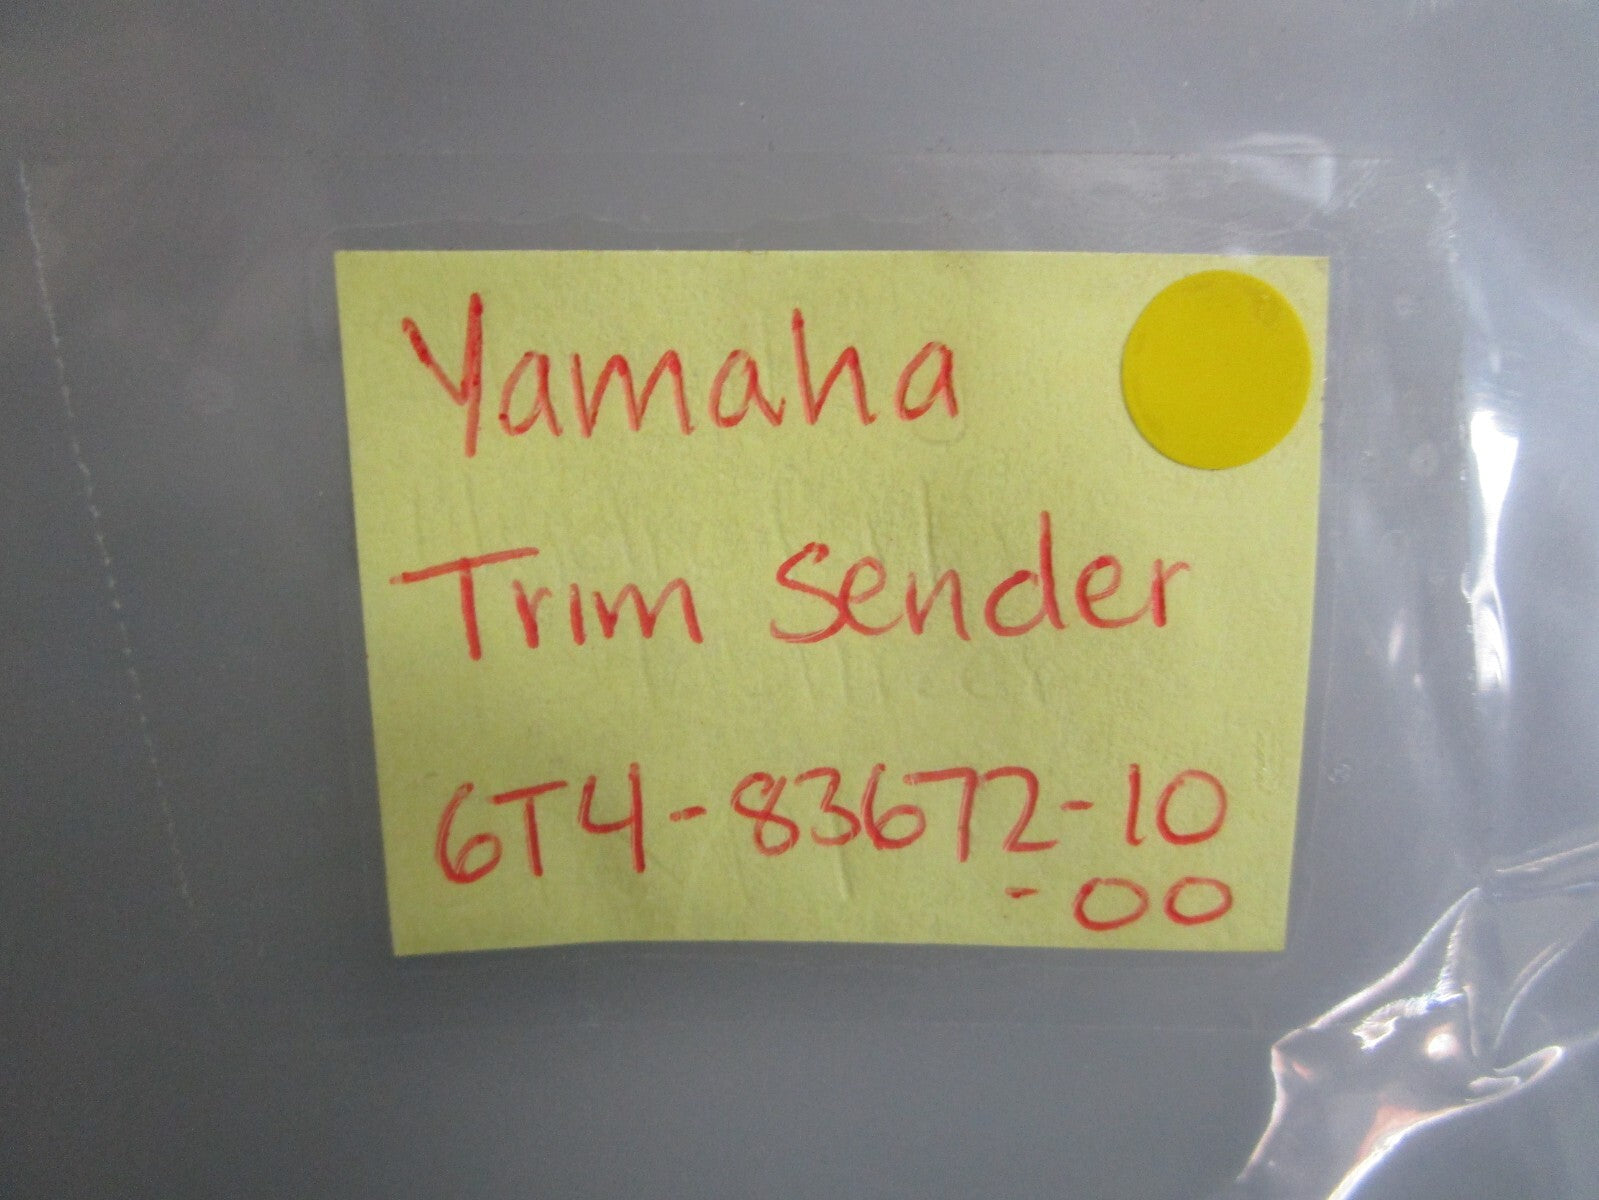 Yamaha
Trim Sender
6T4-83672-10
-00